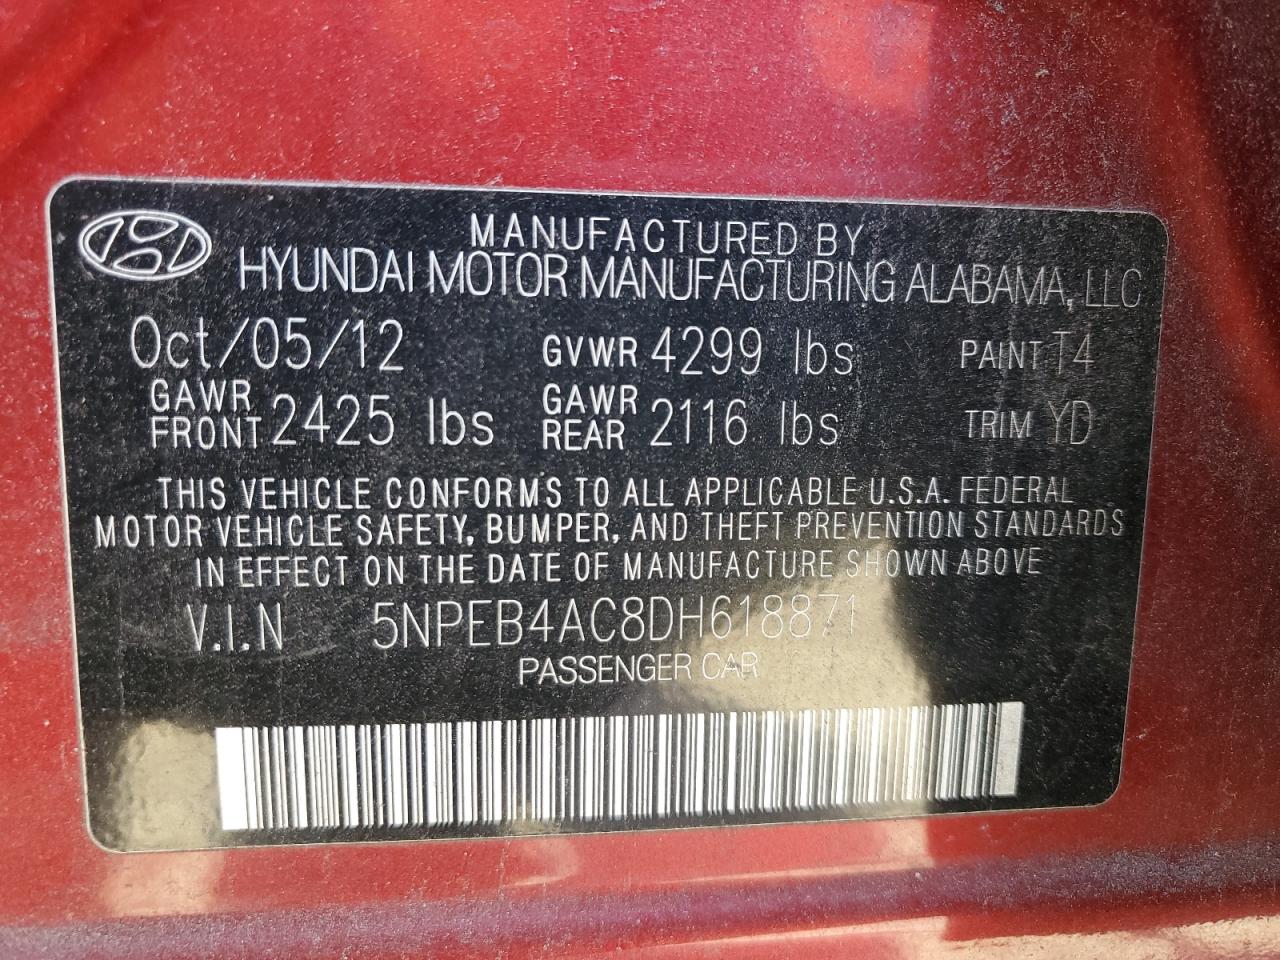 MANUFACTURED BY
HYUNDAI MOTOR MANUFACTURING ALABAMA, LLC
Oct/05/12 GVWR 4299 lbs PAINT T4
GAWR FRONT 2425 lbs GAWR REAR 2116 lbs TRIM YD
THIS VEHICLE CONFORMS TO ALL APPLICABLE U.S.A. FEDERAL
MOTOR VEHICLE SAFETY, BUMPER, AND THEFT PREVENTION STANDARDS
IN EFFECT ON THE DATE OF MANUFACTURE SHOWN ABOVE
V.I.N 5NPEB4AC8DH618871
PASSENGER CAR